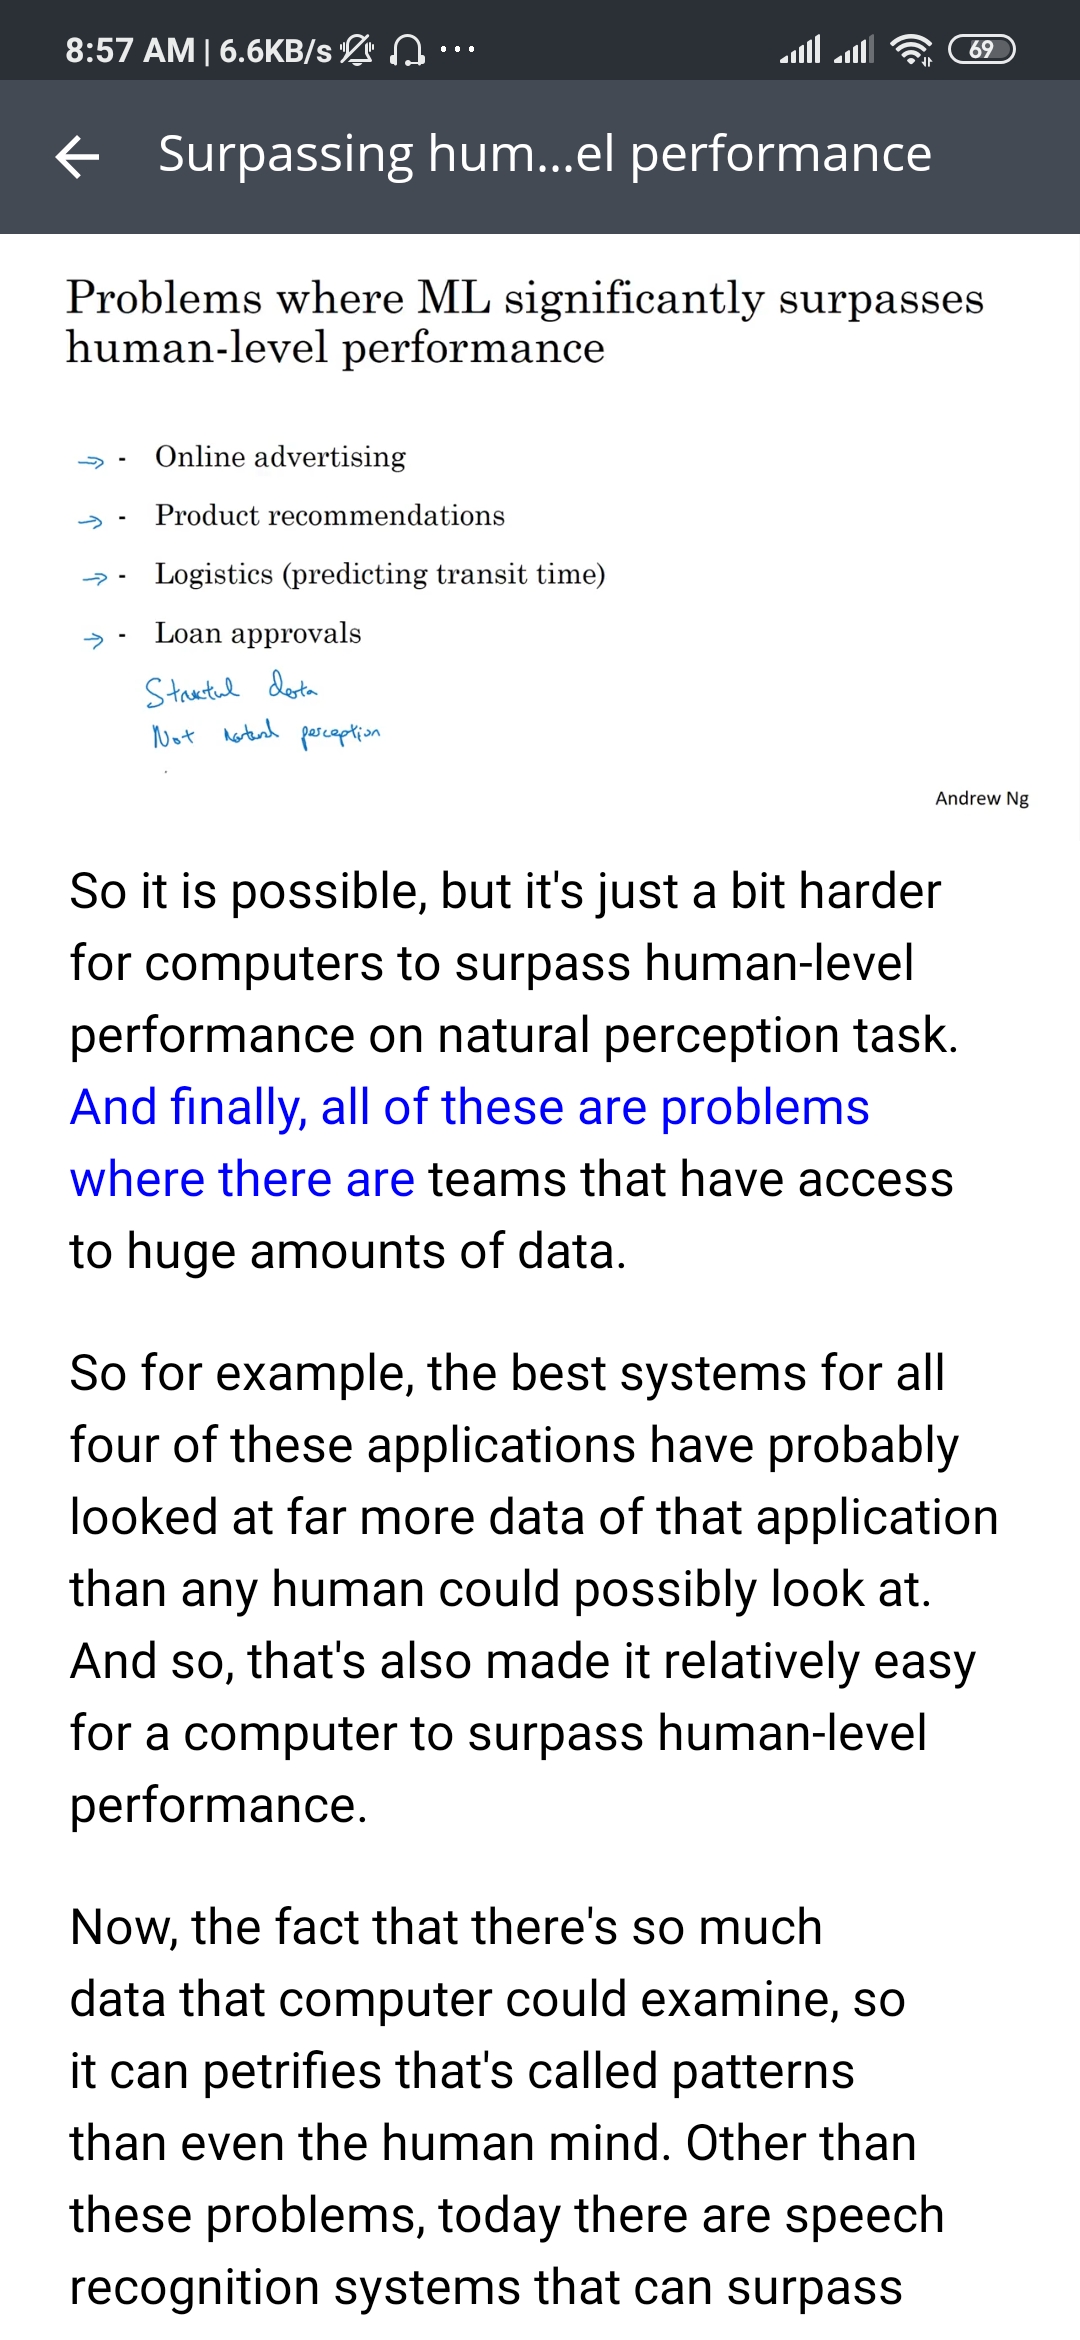 8:57 AM | 6.6KB/s ...
69
Surpassing hum...el performance
Problems where ML significantly surpasses
human-level performance
- Online advertising
- Product recommendations
- Logistics (predicting transit time)
- Loan approvals
data
Not natural perception
Andrew Ng
So it is possible, but it's just a bit harder
for computers to surpass human-level
performance on natural perception task.
And finally, all of these are problems
where there are teams that have access
to huge amounts of data.
So for example, the best systems for all
four of these applications have probably
looked at far more data of that application
than any human could possibly look at.
And so, that's also made it relatively easy
for a computer to surpass human-level
performance.
Now, the fact that there's so much
data that computer could examine, so
it can petrifies that's called patterns
than even the human mind. Other than
these problems, today there are speech
recognition systems that can surpass